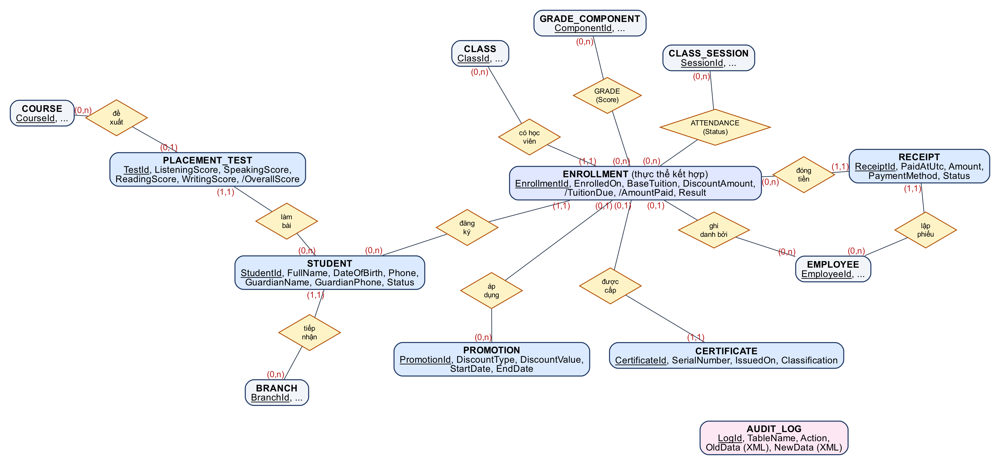 GRADE_COMPONENT
ComponentId, ...
(0,n)
CLASS
ClassId, ...
(0,n)
CLASS_SESSION
SessionId, ...
(0,n)
GRADE
(Score)
COURSE
CourseId, ...
(0,n)
đề
xuất
ATTENDANCE
(Status)
có học
viên
(0,1)
PLACEMENT_TEST
TestId, ListeningScore, SpeakingScore,
ReadingScore, WritingScore, /OverallScore
(1,1)
(1,1)
(0,n)
(0,n)
ENROLLMENT (thực thể kết hợp)
EnrollmentId, EnrolledOn, BaseTuition, DiscountAmount,
/TuitionDue, /AmountPaid, Result
(0,n)
đóng
tiền
(1,1)
RECEIPT
ReceiptId, PaidAtUtc, Amount,
PaymentMethod, Status
(1,1)
(1,1)
(0,1)
(0,1)
(0,1)
làm
bài
đăng
ký
ghi
danh bởi
lập
phiếu
(0,n)
(0,n)
(0,n)
(0,n)
STUDENT
StudentId, FullName, DateOfBirth, Phone,
GuardianName, GuardianPhone, Status
(1,1)
EMPLOYEE
EmployeeId, ...
áp
dụng
được
cấp
tiếp
nhận
(0,n)
(1,1)
PROMOTION
PromotionId, DiscountType, DiscountValue,
StartDate, EndDate
CERTIFICATE
CertificateId, SerialNumber, IssuedOn, Classification
(0,n)
BRANCH
BranchId, ...
AUDIT_LOG
LogId, TableName, Action,
OldData (XML), NewData (XML)